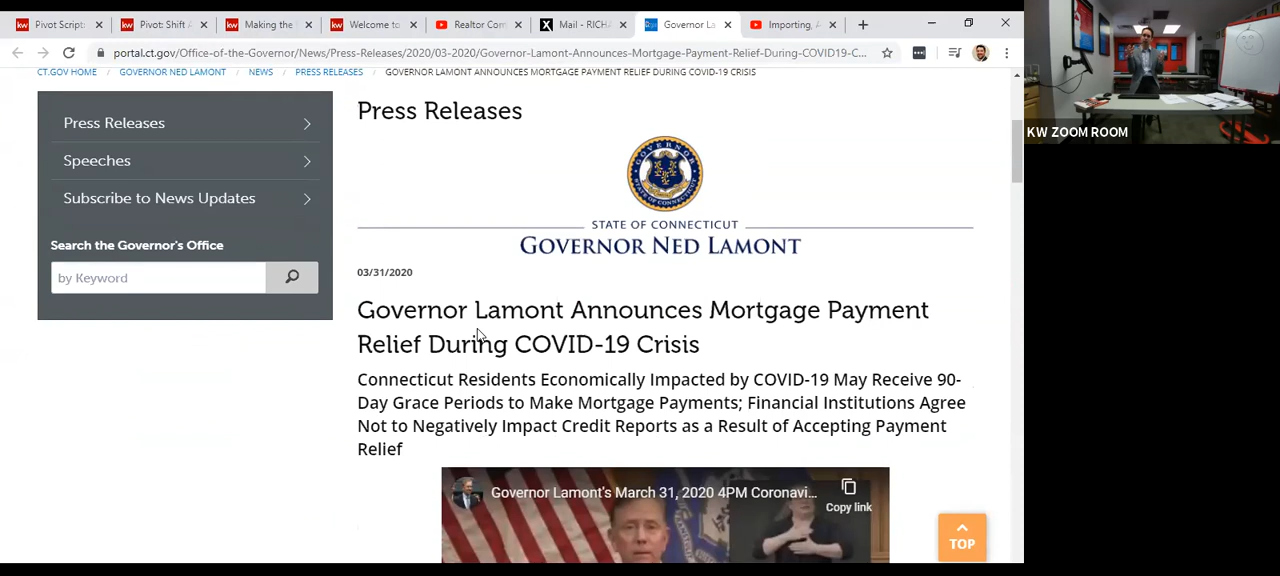 Pivot Script
Pivot: Shift A
Making the
Welcome to
Realtor Com
Mail - RICHA
Governor La
Importing, A
portal.ct.gov/Office-of-the-Governor/News/Press-Releases/2020/03-2020/Governor-Lamont-Announces-Mortgage-Payment-Relief-During-COVID19-C...
CT.GOV HOME
GOVERNOR NED LAMONT
NEWS
PRESS RELEASES
GOVERNOR LAMONT ANNOUNCES MORTGAGE PAYMENT RELIEF DURING COVID-19 CRISIS
Press Releases
Speeches
Subscribe to News Updates
Search the Governor's Office
by Keyword
Press Releases
STATE OF CONNECTICUT
GOVERNOR NED LAMONT
03/31/2020
Governor Lamont Announces Mortgage Payment
Relief During COVID-19 Crisis
Connecticut Residents Economically Impacted by COVID-19 May Receive 90-
Day Grace Periods to Make Mortgage Payments; Financial Institutions Agree
Not to Negatively Impact Credit Reports as a Result of Accepting Payment
Relief
Governor Lamont's March 31, 2020 4PM Coronavi...
Copy link
TOP
KW ZOOM ROOM